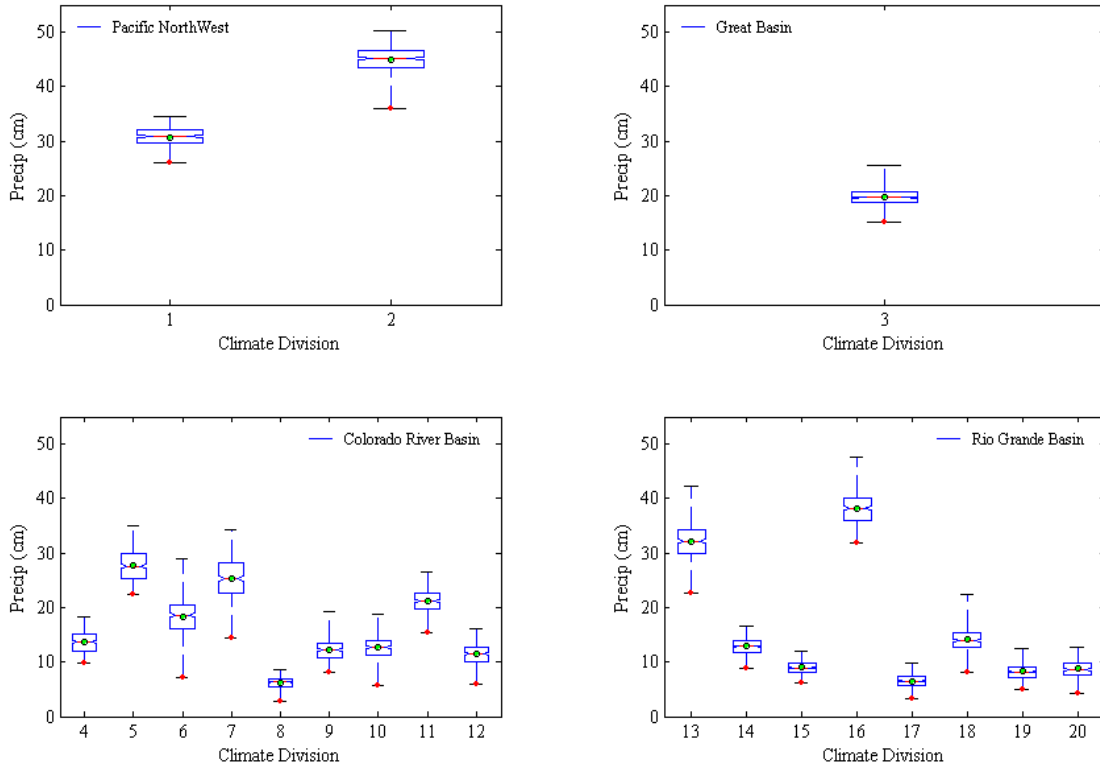 Pacific NorthWest
50
40
30
20
10
0
Precip (cm)
1 2
Climate Division
Great Basin
50
40
30
20
10
0
Precip (cm)
3
Climate Division
Colorado River Basin
50
40
30
20
10
0
Precip (cm)
4 5 6 7 8 9 10 11 12
Climate Division
Rio Grande Basin
50
40
30
20
10
0
Precip (cm)
13 14 15 16 17 18 19 20
Climate Division